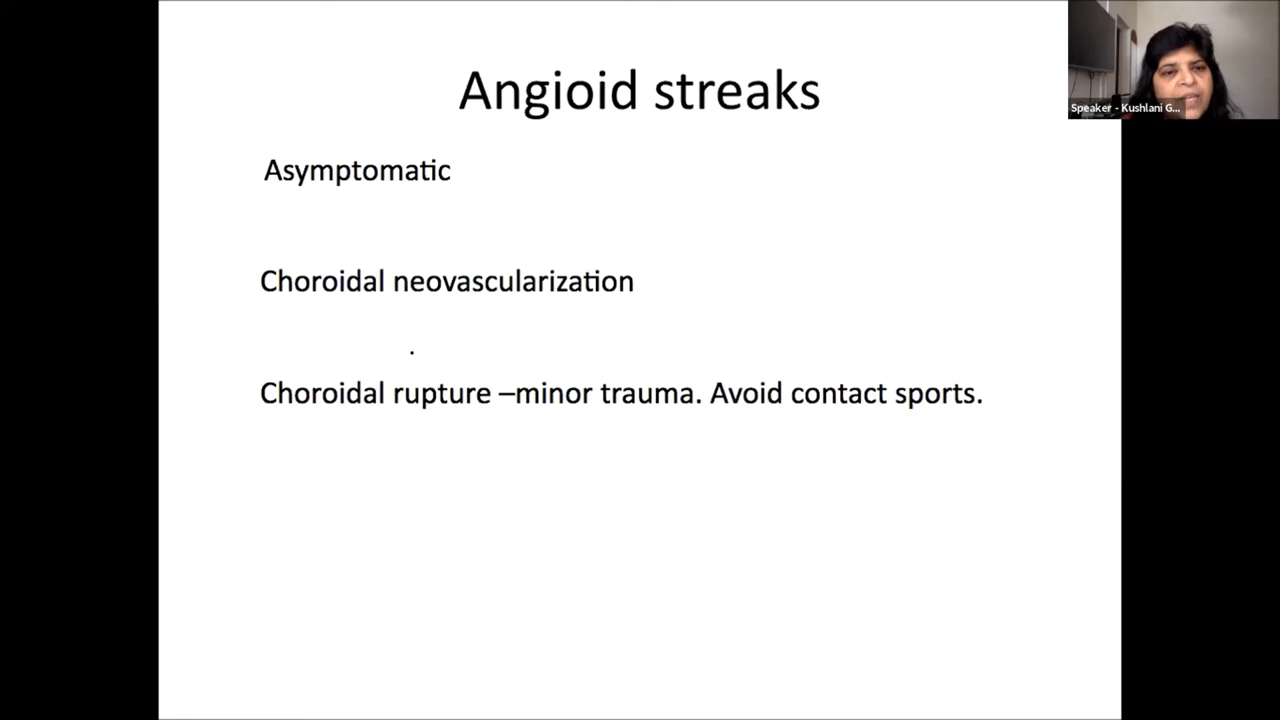 Angioid streaks
Speaker - Kushlani G...
Asymptomatic
Choroidal neovascularization
.
Choroidal rupture –minor trauma. Avoid contact sports.